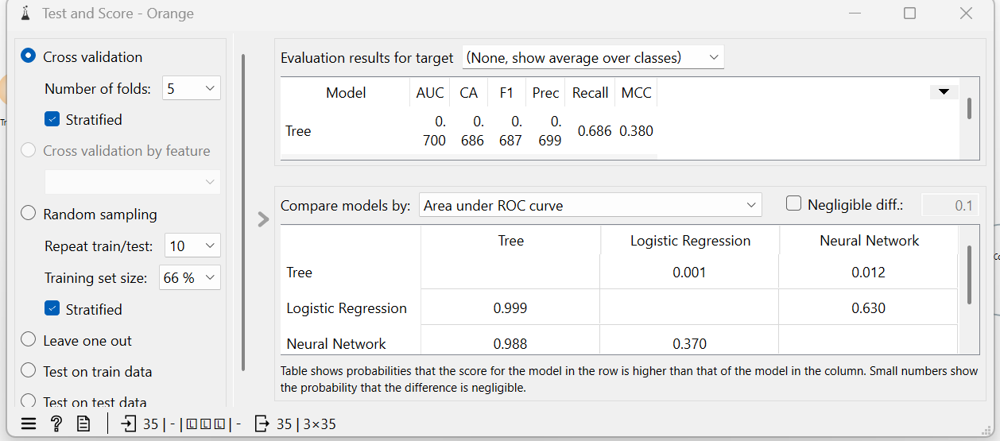 Test and Score - Orange
Cross validation
Number of folds: 5
Stratified
Cross validation by feature
Random sampling
Repeat train/test: 10
Training set size: 66 %
Stratified
Leave one out
Test on train data
Test on test data
Evaluation results for target (None, show average over classes)
Model AUC CA F1 Prec Recall MCC
Tree 0.700 0.686 0.687 0.699 0.686 0.380
Compare models by: Area under ROC curve Negligible diff.: 0.1
Tree Logistic Regression Neural Network
Tree 0.001 0.012
Logistic Regression 0.999 0.630
Neural Network 0.988 0.370
Table shows probabilities that the score for the model in the row is higher than that of the model in the column. Small numbers show
the probability that the difference is negligible.
35 | - | - 35 | 3×35